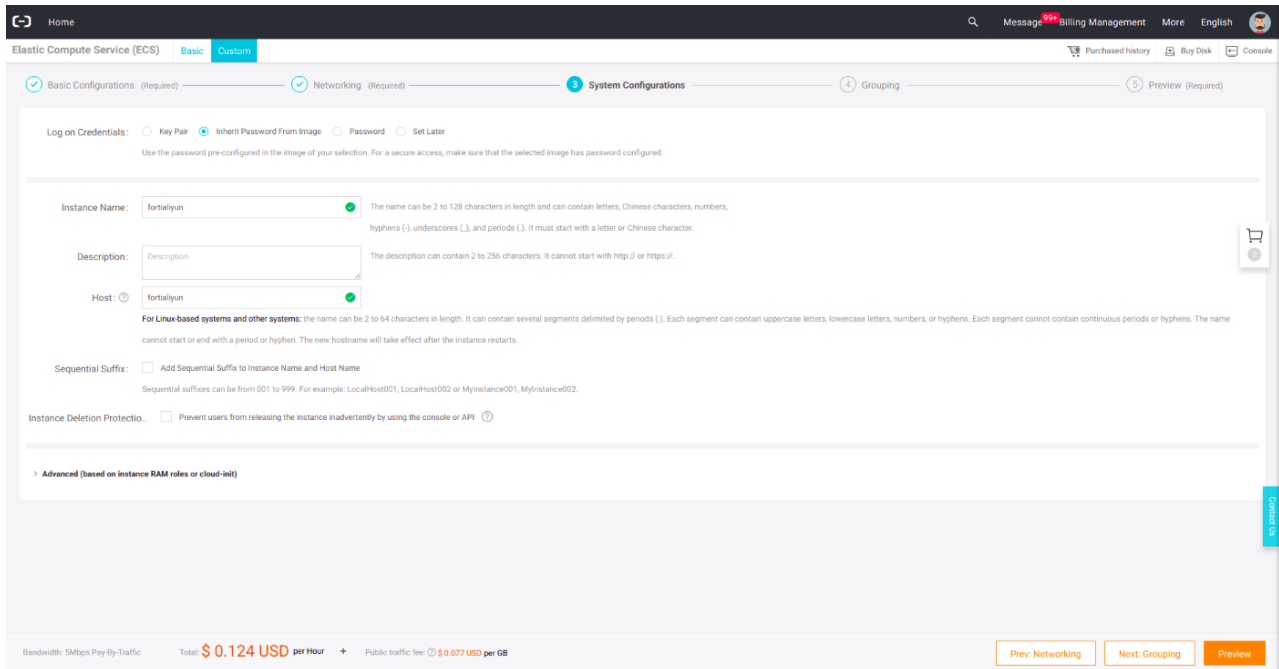 Home
Message 99+ Billing Management More English
Elastic Compute Service (ECS) Basic Custom Purchased history Buy Disk Console
Basic Configurations (Required) Networking (Required) 3 System Configurations 4 Grouping 5 Preview (Required)
Log on Credentials: Key Pair Inherit Password From Image Password Set Later
Use the password pre-configured in the image of your selection. For a secure access, make sure that the selected image has password configured.
Instance Name: fortialiyun The name can be 2 to 128 characters in length and can contain letters, Chinese characters, numbers,
hyphens (-), underscores (_), and periods (.). It must start with a letter or Chinese character.
Description: Description The description can contain 2 to 256 characters. It cannot start with http:// or https://.
0
Host: ? fortialiyun
For Linux-based systems and other systems: the name can be 2 to 64 characters in length. It can contain several segments delimited by periods (.). Each segment can contain uppercase letters, lowercase letters, numbers, or hyphens. Each segment cannot contain continuous periods or hyphens. The name
cannot start or end with a period or hyphen. The new hostname will take effect after the instance restarts.
Sequential Suffix: Add Sequential Suffix to Instance Name and Host Name
Sequential suffixes can be from 001 to 999. For example: LocalHost001, LocalHost002 or MyInstance001, MyInstance002.
Instance Deletion Protectio... Prevent users from releasing the instance inadvertently by using the console or API ?
> Advanced (based on instance RAM roles or cloud-init)
Contact Us
Bandwidth: 5Mbps Pay-By-Traffic Total: $ 0.124 USD per Hour + Public traffic fee: ? $ 0.077 USD per GB Prev: Networking Next: Grouping Preview